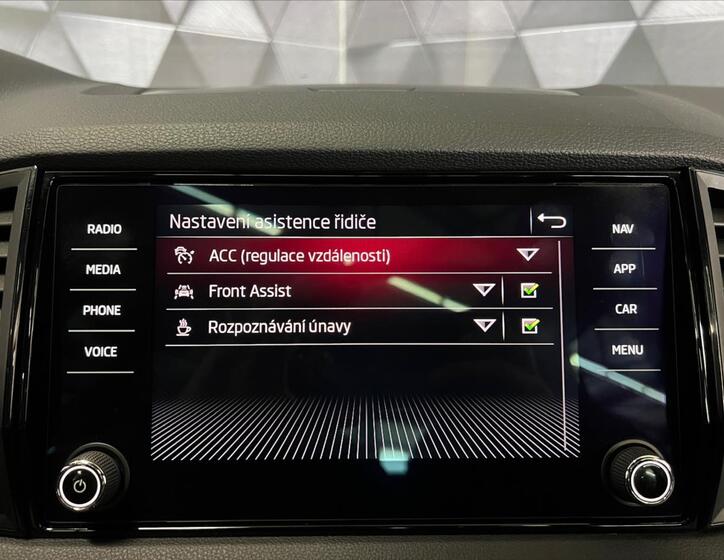 Nastavení asistence řidiče
ACC (regulace vzdálenosti)
Front Assist
Rozpoznávání únavy
RADIO
MEDIA
PHONE
VOICE
NAV
APP
CAR
MENU